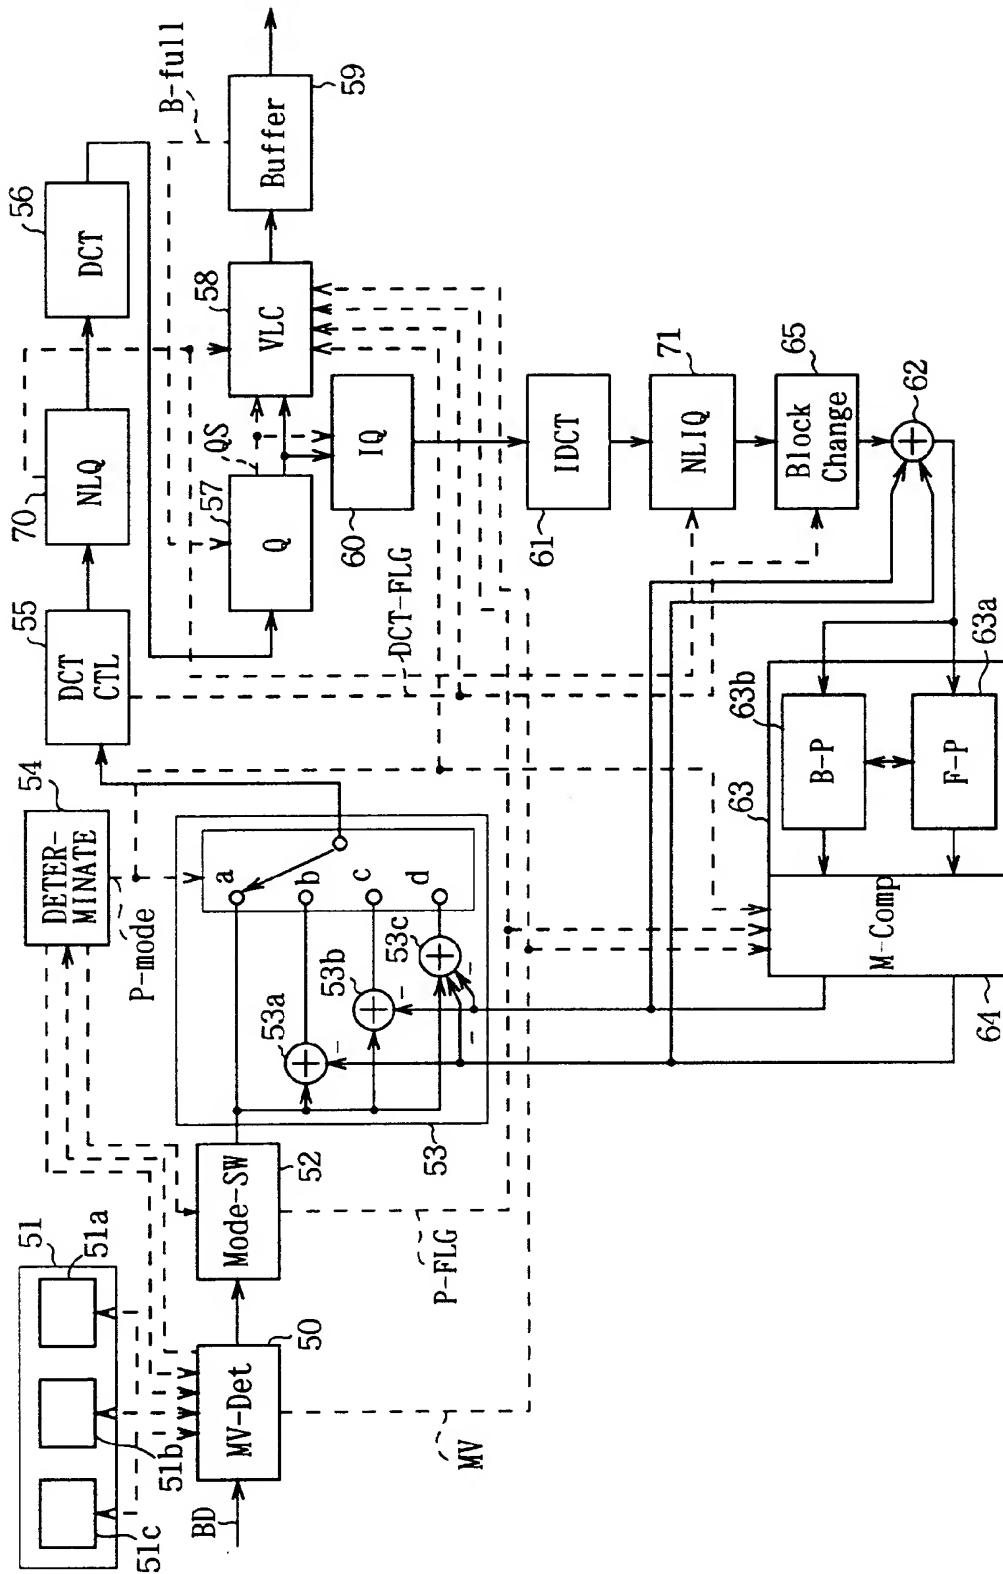 51
51a
51b
51c
BD
MV-Det
50
MV
Mode-SW
52
P-FLG
DETER-
MINATE
54
P-mode
53
53a
53b
53c
a
b
c
d
-
-
-
-
DCT
CTL
55
DCT-FLG
NLQ
70
DCT
56
Q
57
QS
VLC
58
Buffer
59
B-full
IQ
60
IDCT
61
NLIQ
71
Block
Change
65
62
63
B-P
63b
F-P
63a
M-Comp
64